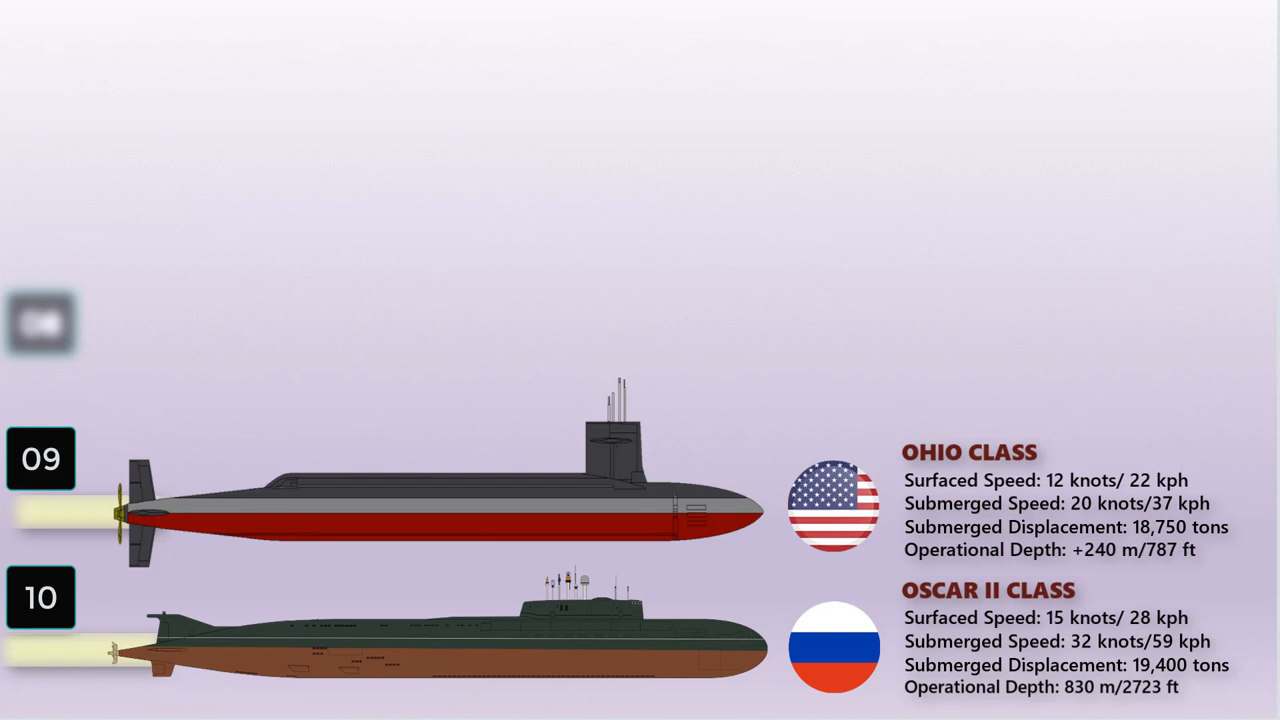 09
OHIO CLASS
Surfaced Speed: 12 knots/ 22 kph
Submerged Speed: 20 knots/37 kph
Submerged Displacement: 18,750 tons
Operational Depth: +240 m/787 ft
10
OSCAR II CLASS
Surfaced Speed: 15 knots/ 28 kph
Submerged Speed: 32 knots/59 kph
Submerged Displacement: 19,400 tons
Operational Depth: 830 m/2723 ft